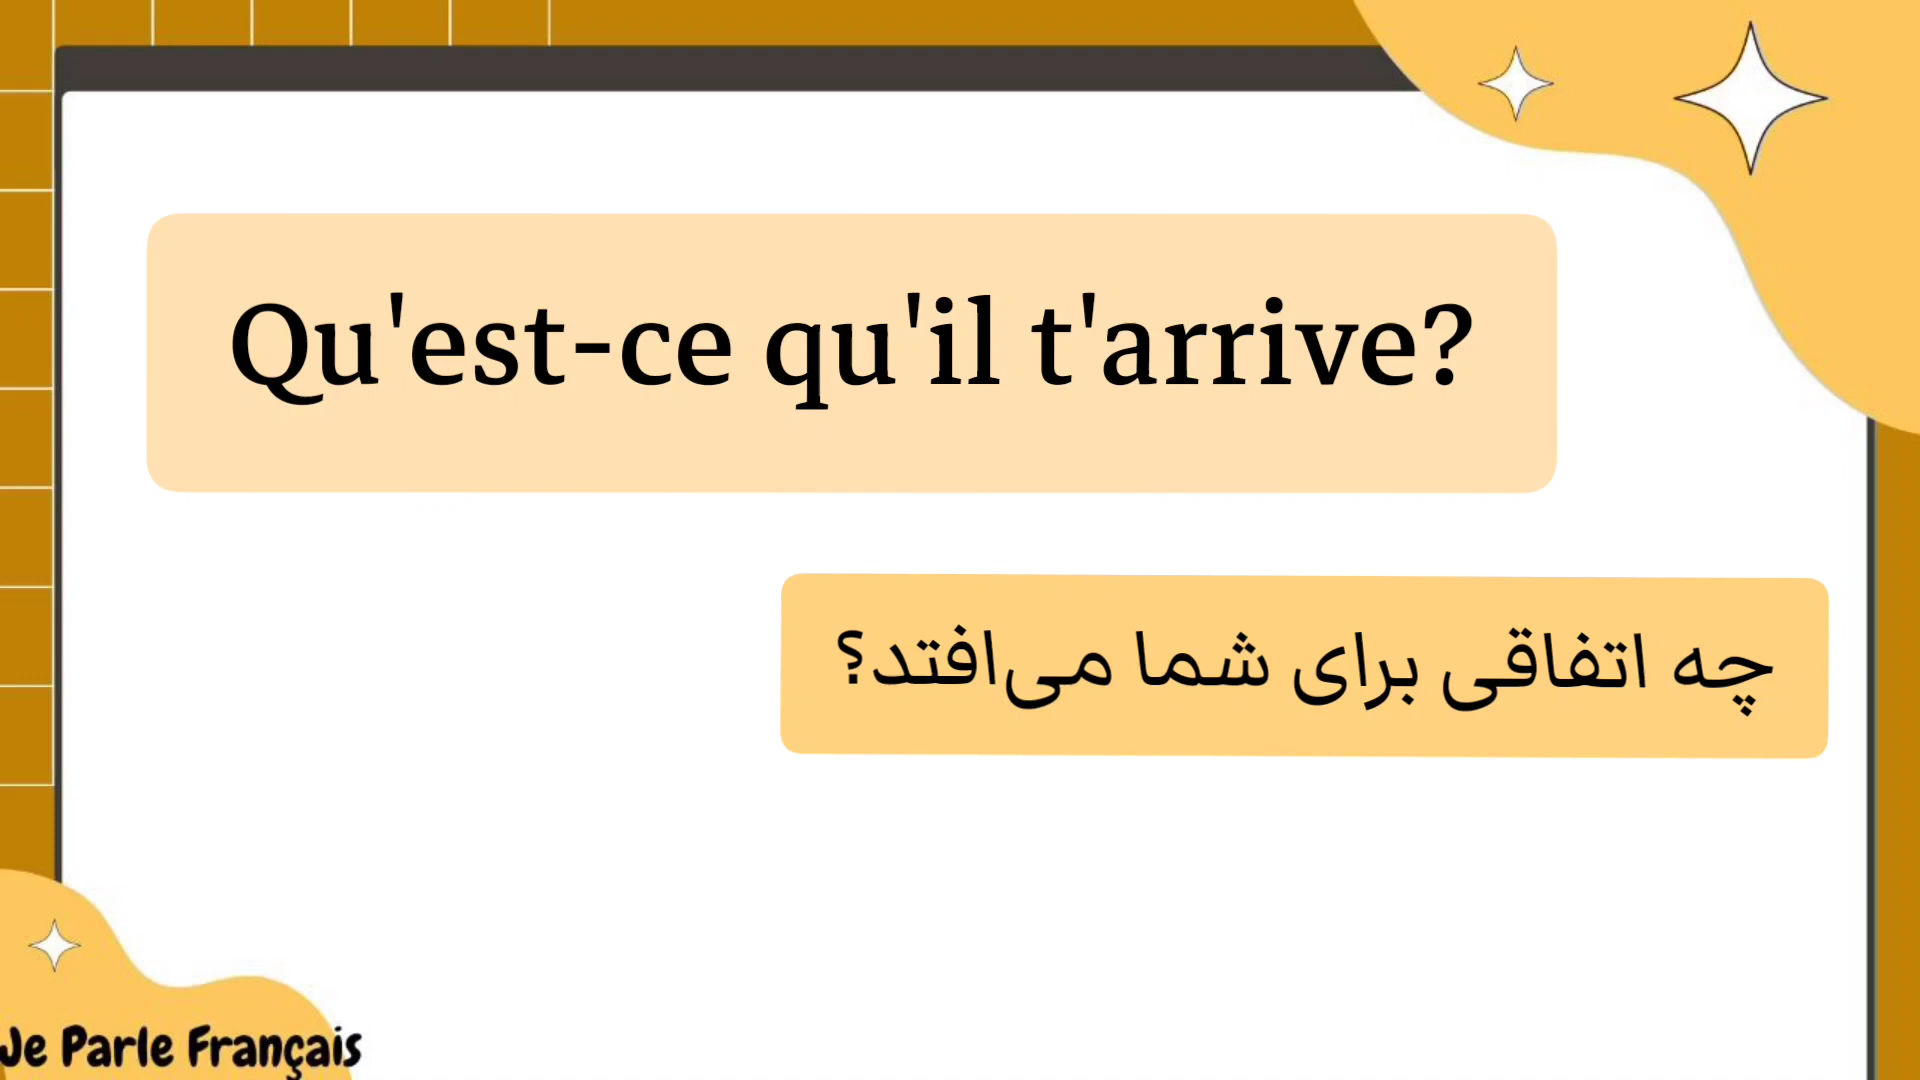 Qu'est-ce qu'il t'arrive?
چه اتفاقی برای شما می‌افتد؟
Je Parle Français